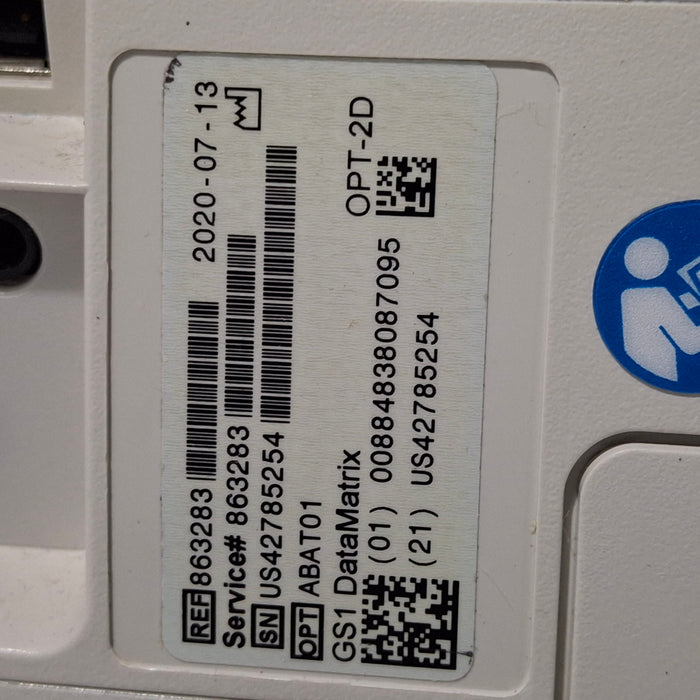 REF 863283 2020-07-13
Service# 863283
SN US42785254
OPT ABAT01 OPT-2D
GS1 DataMatrix
(01) 00884838087095
(21) US42785254